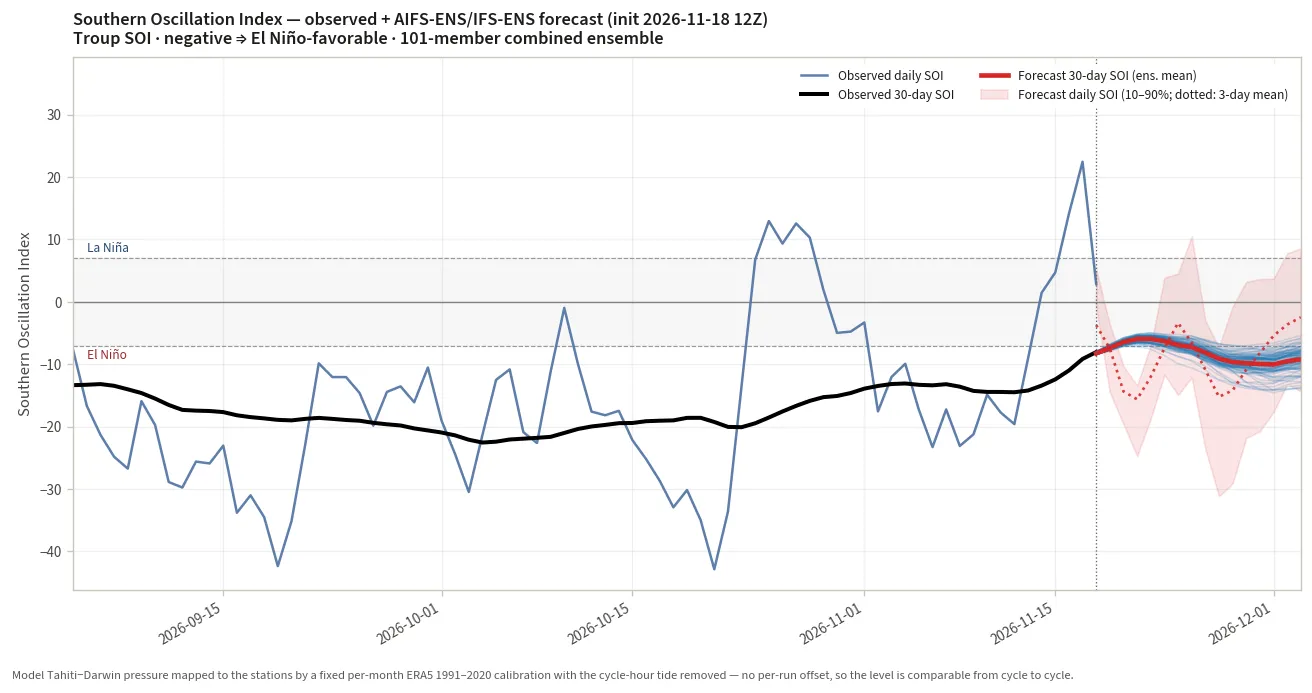 Southern Oscillation Index — observed + AIFS-ENS/IFS-ENS forecast (init 2026-11-18 12Z)
Troup SOI · negative ⇒ El Niño-favorable · 101-member combined ensemble
Observed daily SOI
Observed 30-day SOI
Forecast 30-day SOI (ens. mean)
Forecast daily SOI (10–90%; dotted: 3-day mean)
Southern Oscillation Index
30
20
10
0
−10
−20
−30
−40
La Niña
El Niño
2026-09-15
2026-10-01
2026-10-15
2026-11-01
2026-11-15
2026-12-01
Model Tahiti−Darwin pressure mapped to the stations by a fixed per-month ERA5 1991–2020 calibration with the cycle-hour tide removed — no per-run offset, so the level is comparable from cycle to cycle.